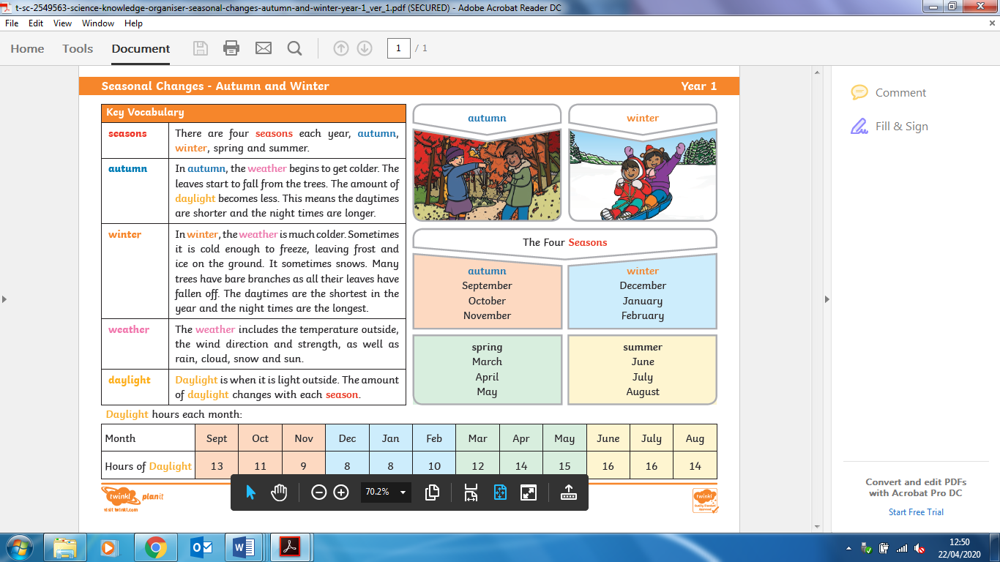 t-sc-2549563-science-knowledge-organiser-seasonal-changes-autumn-and-winter-year-1_ver_1.pdf (SECURED) - Adobe Acrobat Reader DC
File Edit View Window Help
Home Tools Document 1 / 1
Seasonal Changes - Autumn and Winter Year 1
Key Vocabulary
seasons
There are four seasons each year, autumn,
winter, spring and summer.
autumn
In autumn, the weather begins to get colder. The
leaves start to fall from the trees. The amount of
daylight becomes less. This means the daytimes
are shorter and the night times are longer.
winter
In winter, the weather is much colder. Sometimes
it is cold enough to freeze, leaving frost and
ice on the ground. It sometimes snows. Many
trees have bare branches as all their leaves have
fallen off. The daytimes are the shortest in the
year and the night times are the longest.
weather
The weather includes the temperature outside,
the wind direction and strength, as well as
rain, cloud, snow and sun.
daylight
Daylight is when it is light outside. The amount
of daylight changes with each season.
autumn
winter
The Four Seasons
autumn
September
October
November
winter
December
January
February
spring
March
April
May
summer
June
July
August
Daylight hours each month:
Month Sept Oct Nov Dec Jan Feb Mar Apr May June July Aug
Hours of Daylight 13 11 9 8 8 10 12 14 15 16 16 14
twinkl planit
visit twinkl.com
twinkl
70.2%
Comment
Fill & Sign
Convert and edit PDFs
with Acrobat Pro DC
Start Free Trial
12:50
22/04/2020